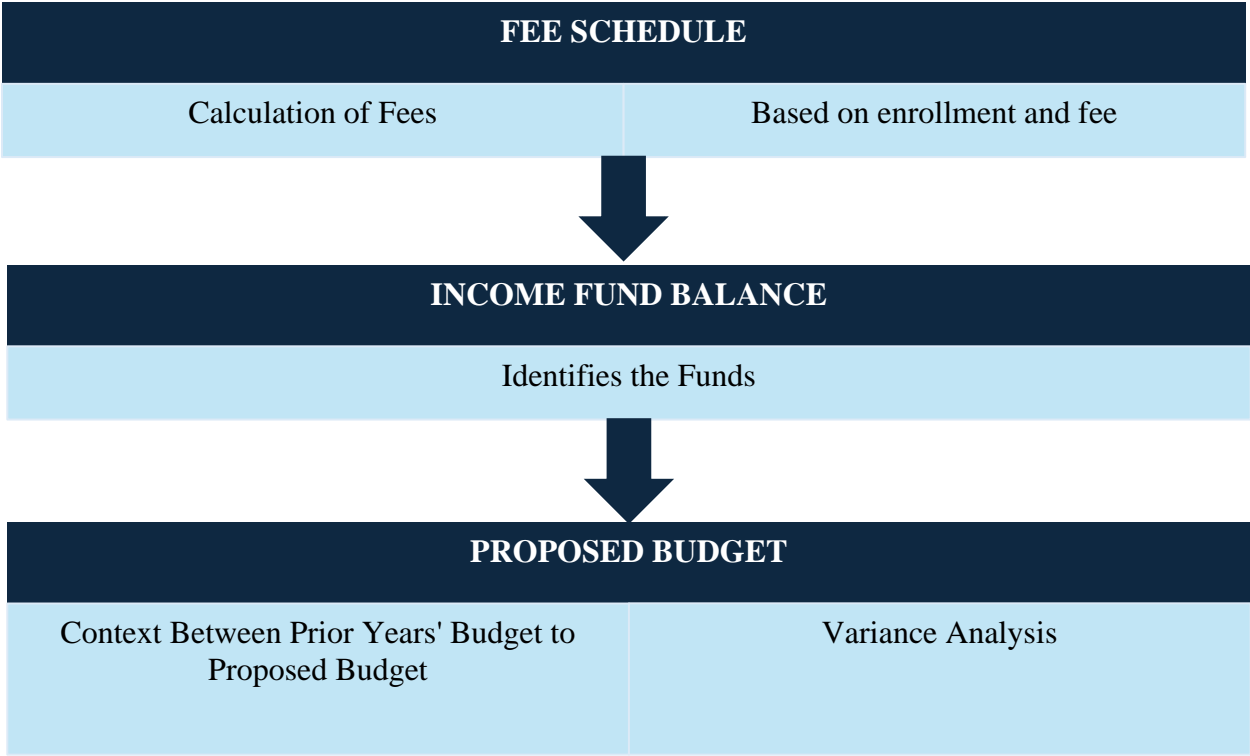 FEE SCHEDULE
Calculation of Fees
Based on enrollment and fee
INCOME FUND BALANCE
Identifies the Funds
PROPOSED BUDGET
Context Between Prior Years' Budget to
Proposed Budget
Variance Analysis